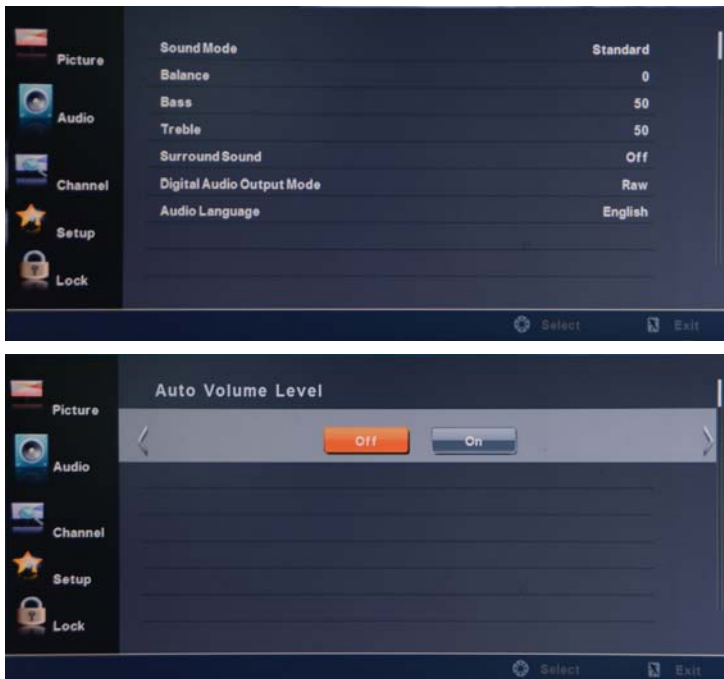 Picture
Audio
Channel
Setup
Lock
Sound Mode Standard
Balance 0
Bass 50
Treble 50
Surround Sound Off
Digital Audio Output Mode Raw
Audio Language English
Select Exit
Picture
Audio
Channel
Setup
Lock
Auto Volume Level
Off On
Select Exit